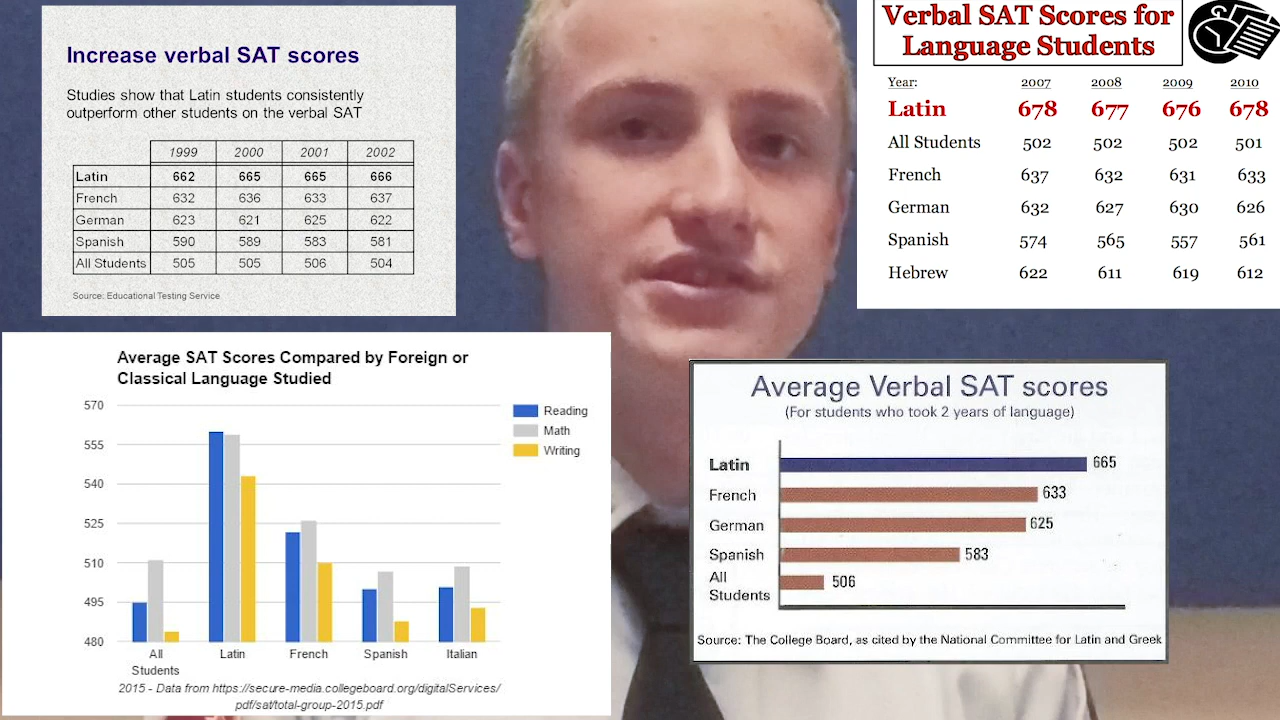 Increase verbal SAT scores
Studies show that Latin students consistently
outperform other students on the verbal SAT
1999 2000 2001 2002
Latin 662 665 665 666
French 632 636 633 637
German 623 621 625 622
Spanish 590 589 583 581
All Students 505 505 506 504
Source: Educational Testing Service
Verbal SAT Scores for
Language Students
Year: 2007 2008 2009 2010
Latin 678 677 676 678
All Students 502 502 502 501
French 637 632 631 633
German 632 627 630 626
Spanish 574 565 557 561
Hebrew 622 611 619 612
Average SAT Scores Compared by Foreign or
Classical Language Studied
570
555
540
525
510
495
480
Reading
Math
Writing
All Students Latin French Spanish Italian
2015 - Data from https://secure-media.collegeboard.org/digitalServices/
pdf/sat/total-group-2015.pdf
Average Verbal SAT scores
(For students who took 2 years of language)
Latin 665
French 633
German 625
Spanish 583
All
Students 506
Source: The College Board, as cited by the National Committee for Latin and Greek